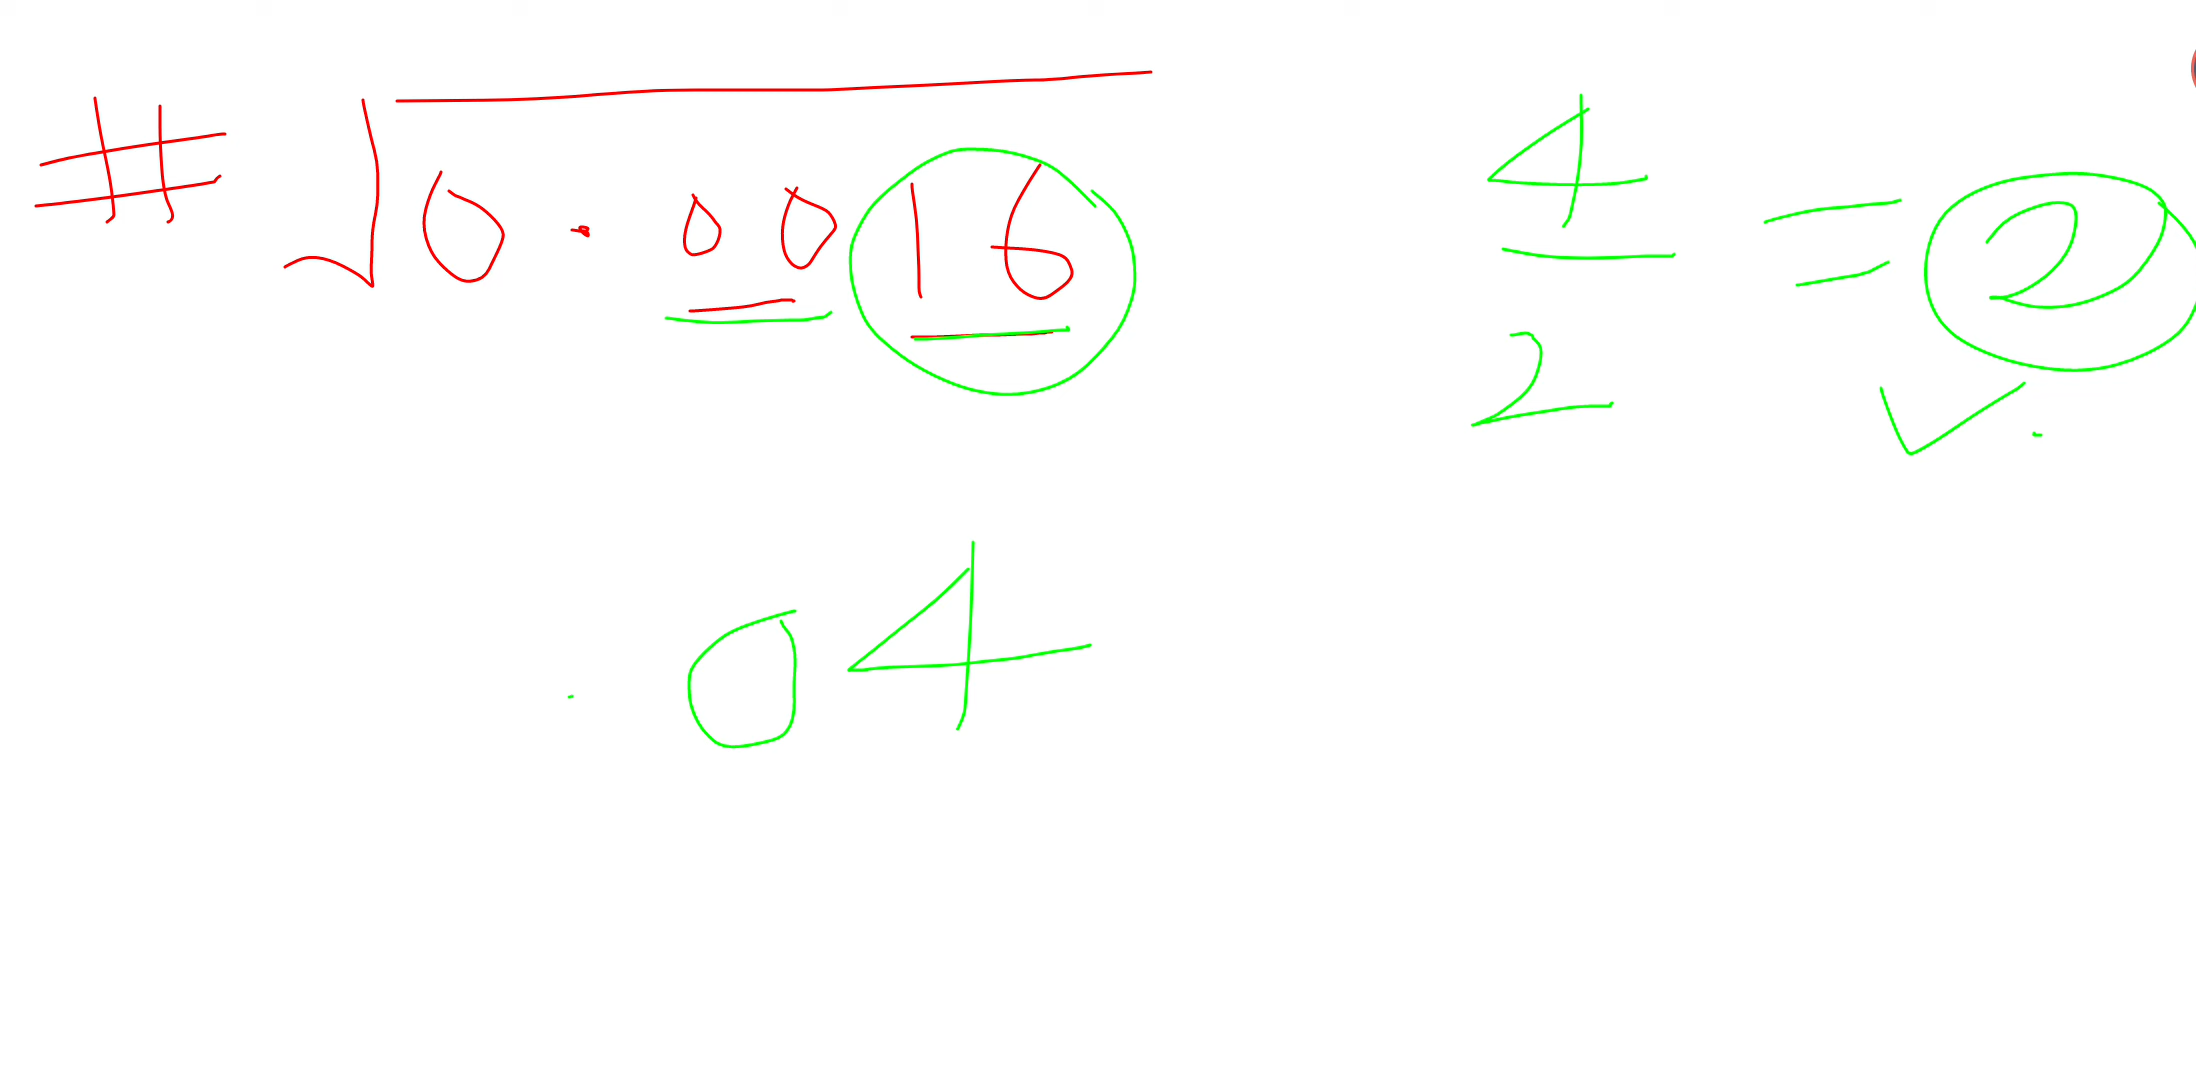 # √0.0016
4/2 = 2
.04